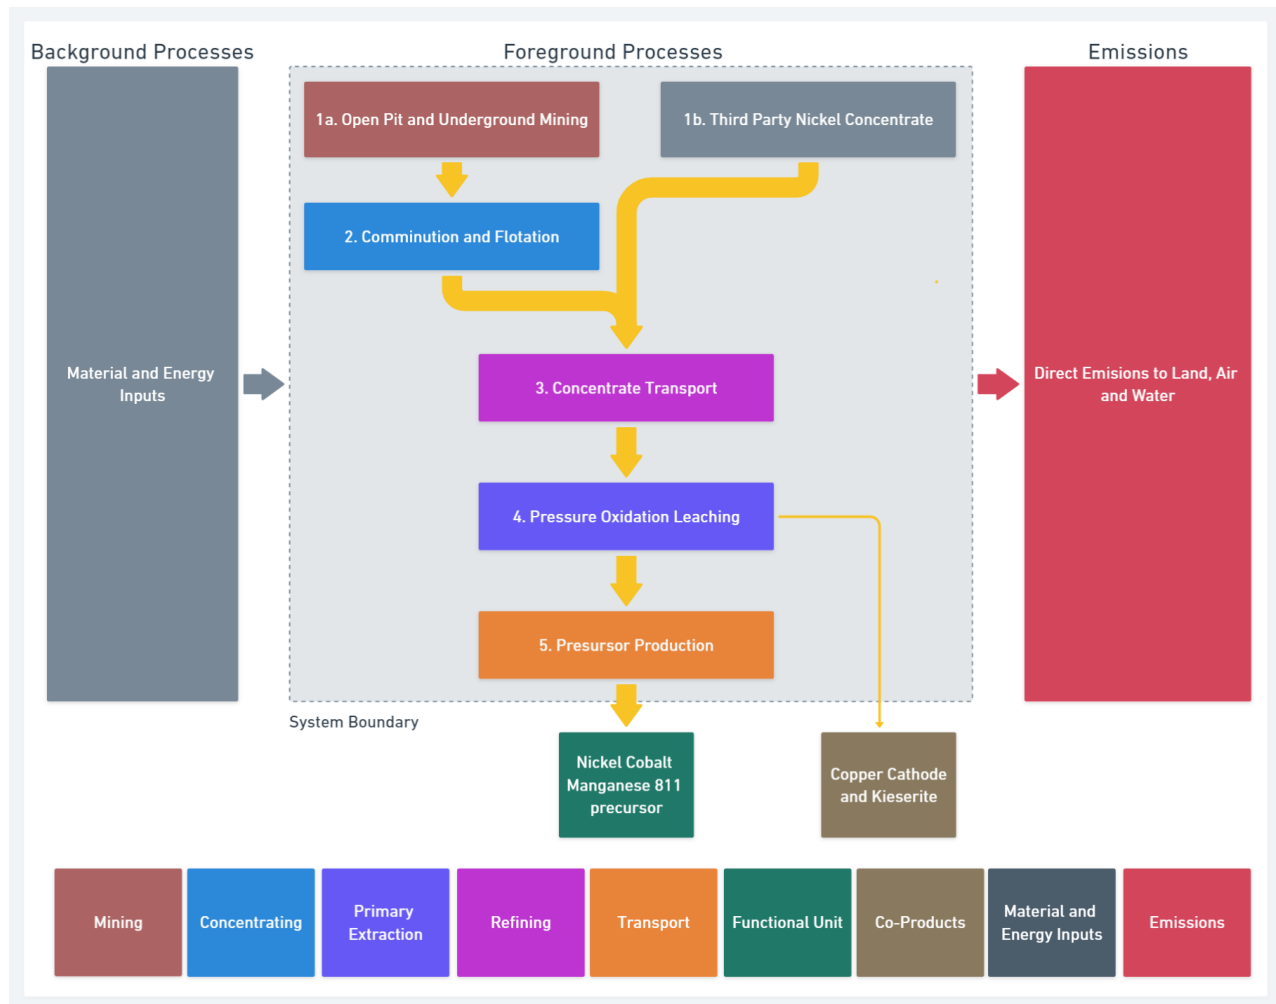 Background Processes
Foreground Processes
Emissions
1a. Open Pit and Underground Mining
1b. Third Party Nickel Concentrate
2. Comminution and Flotation
Material and Energy
Inputs
3. Concentrate Transport
Direct Emisions to Land, Air
and Water
4. Pressure Oxidation Leaching
5. Presursor Production
System Boundary
Nickel Cobalt
Manganese 811
precursor
Copper Cathode
and Kieserite
Mining
Concentrating
Primary
Extraction
Refining
Transport
Functional Unit
Co-Products
Material and
Energy Inputs
Emissions